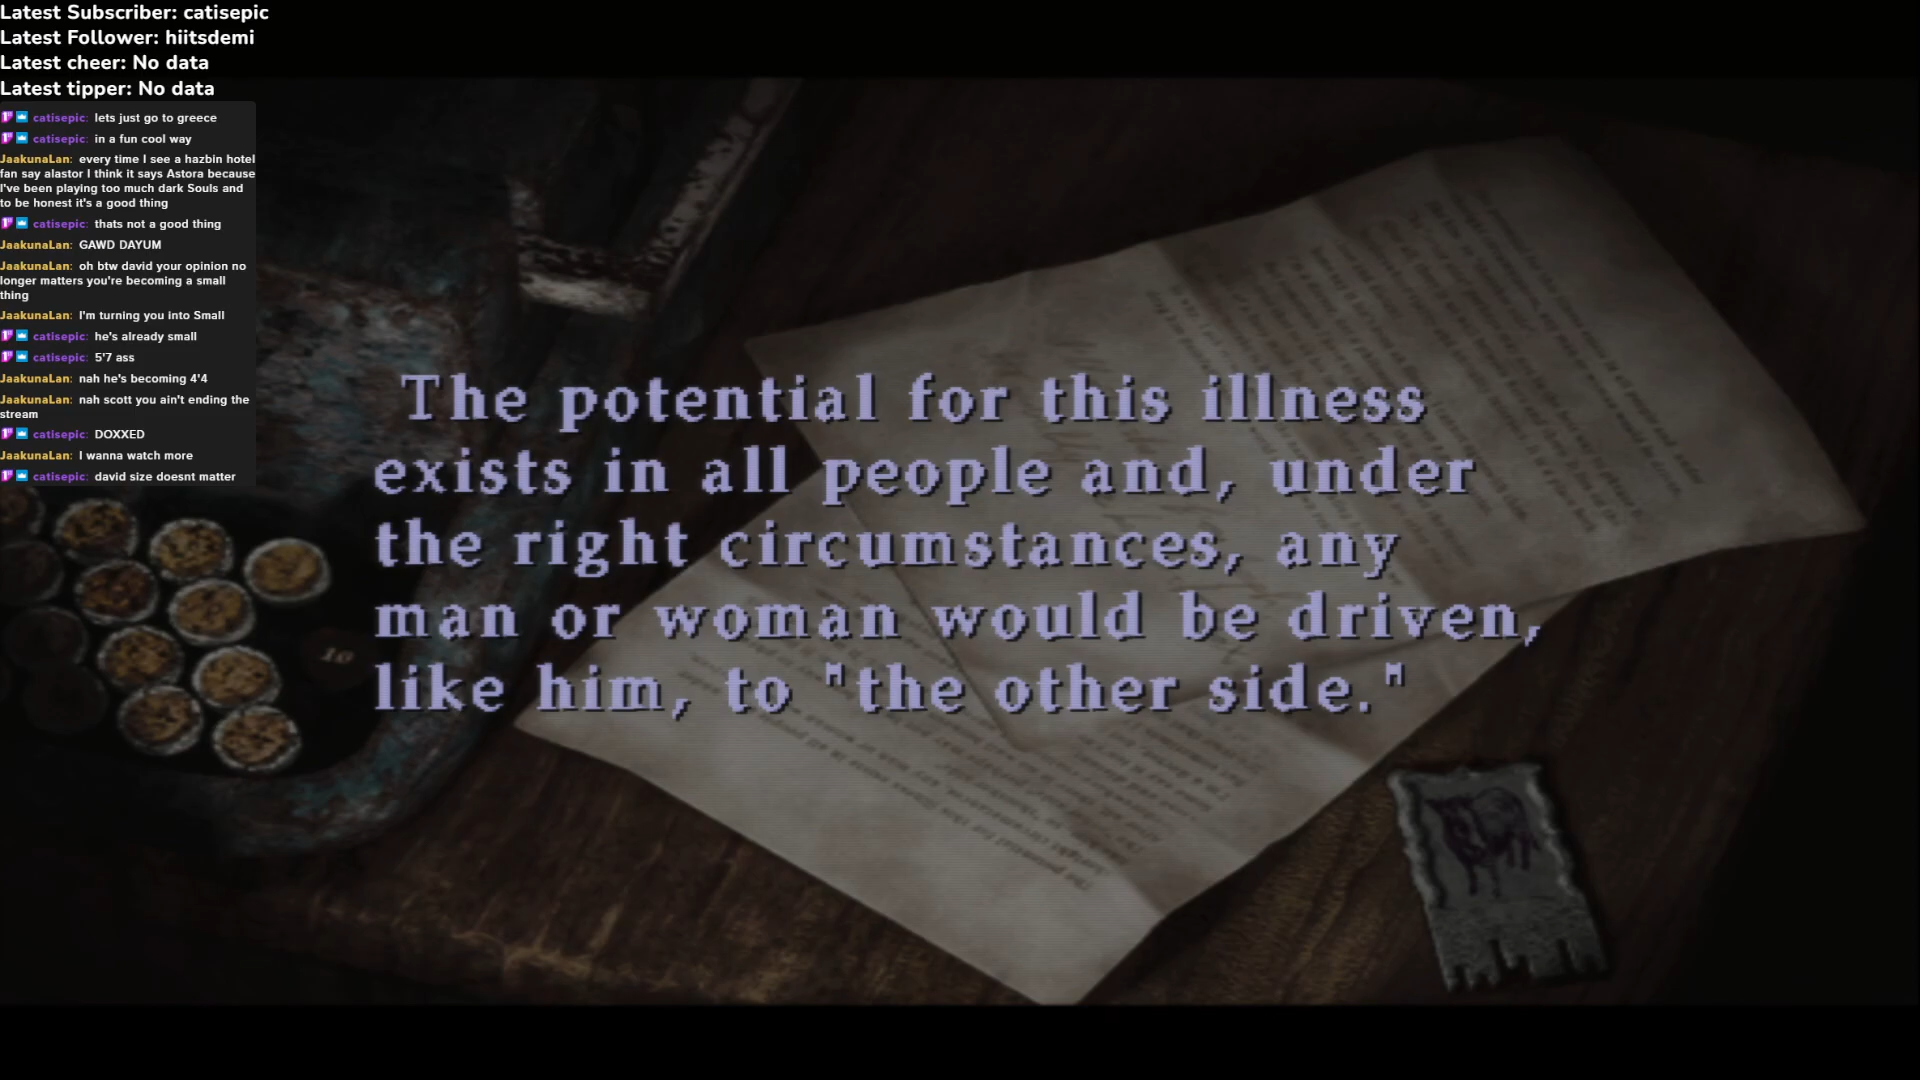 Latest Subscriber: catisepic
Latest Follower: hiitsdemi
Latest cheer: No data
Latest tipper: No data
catisepic: lets just go to greece
catisepic: in a fun cool way
JaakunaLan: every time I see a hazbin hotel
fan say alastor I think it says Astora because
I've been playing too much dark Souls and
to be honest it's a good thing
catisepic: thats not a good thing
JaakunaLan: GAWD DAYUM
JaakunaLan: oh btw david your opinion no
longer matters you're becoming a small
thing
JaakunaLan: I'm turning you into Small
catisepic: he's already small
catisepic: 5'7 ass
JaakunaLan: nah he's becoming 4'4
JaakunaLan: nah scott you ain't ending the
stream
catisepic: DOXXED
JaakunaLan: I wanna watch more
catisepic: david size doesnt matter
The potential for this illness
exists in all people and, under
the right circumstances, any
man or woman would be driven,
like him, to "the other side."
10